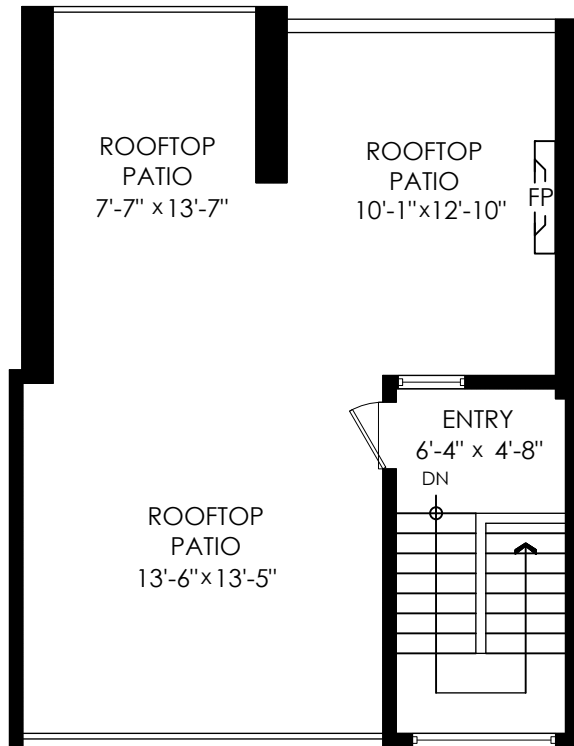 ROOFTOP
PATIO
7'-7" x 13'-7"
ROOFTOP
PATIO
10'-1"x12'-10"
FP
ENTRY
6'-4" x 4'-8"
DN
ROOFTOP
PATIO
13'-6"x13'-5"